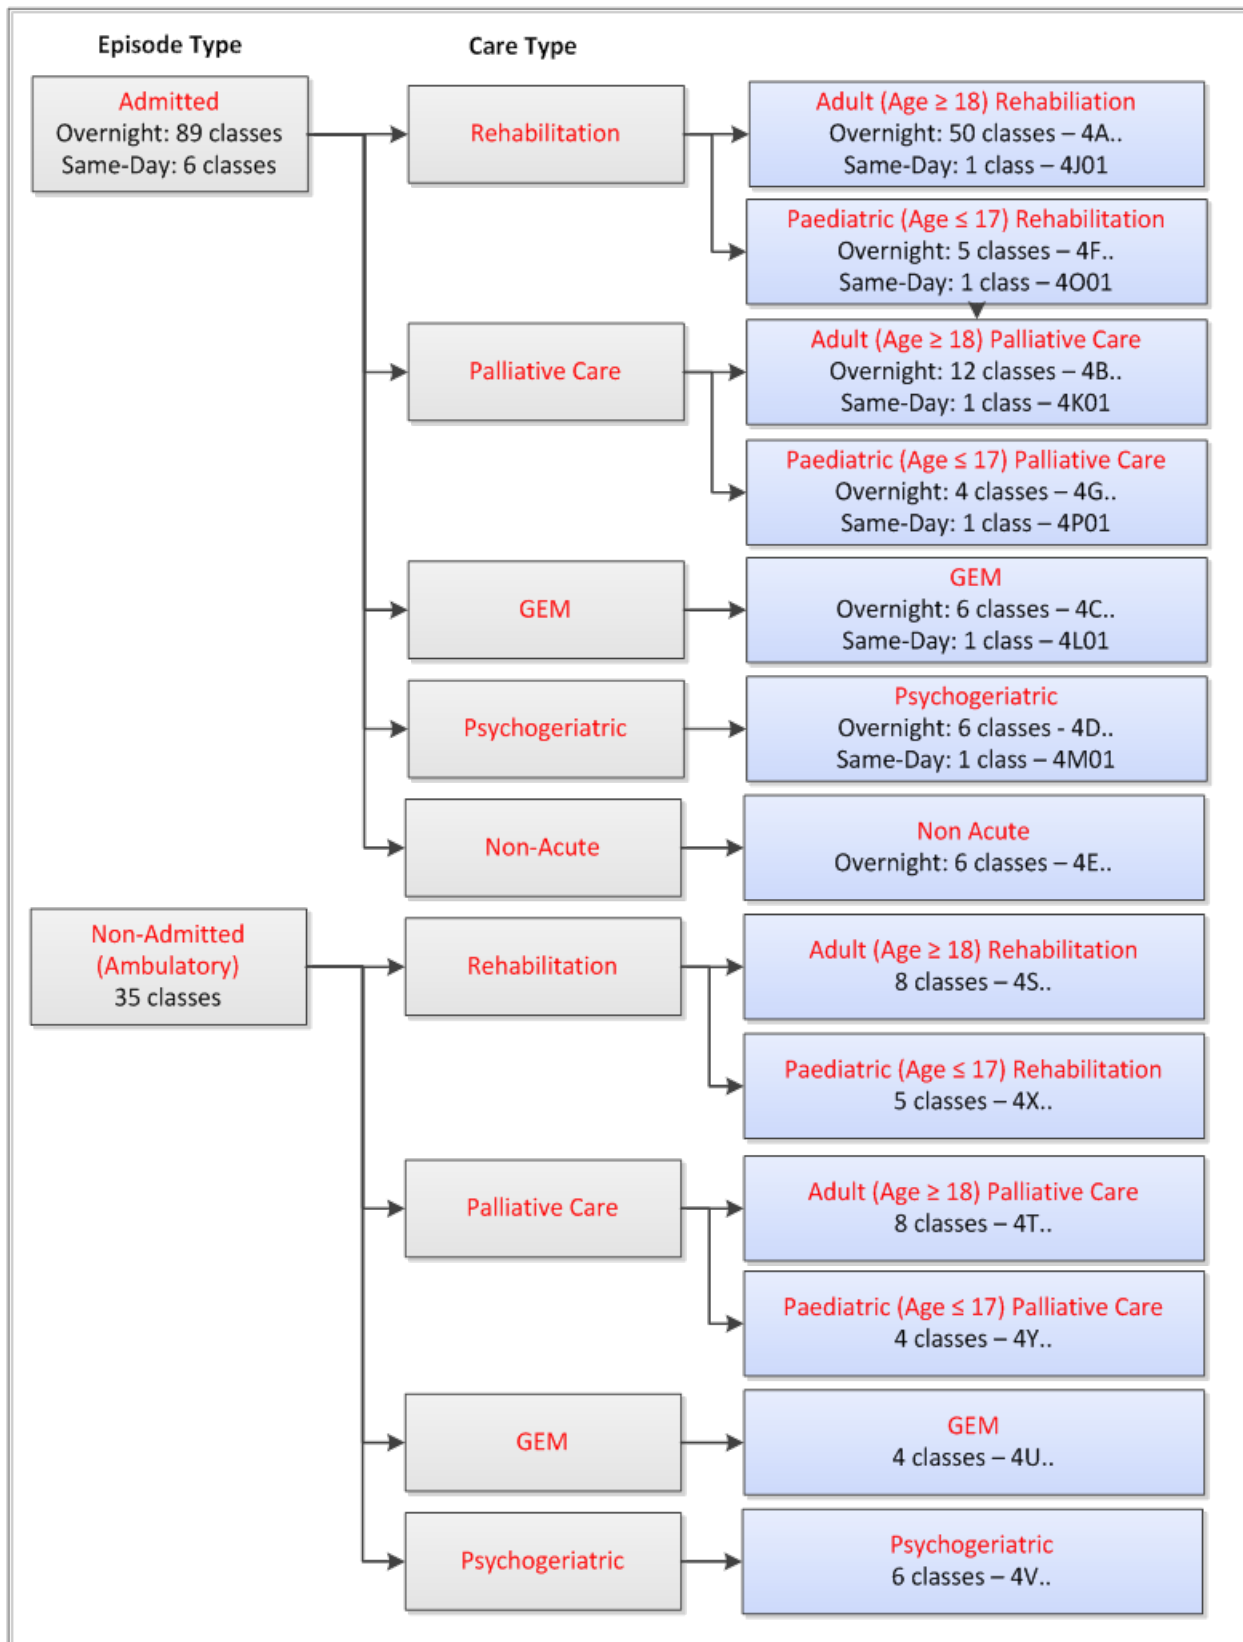 Episode Type
Care Type
Admitted
Overnight: 89 classes
Same-Day: 6 classes
Rehabilitation
Adult (Age ≥ 18) Rehabiliation
Overnight: 50 classes – 4A..
Same-Day: 1 class – 4J01
Paediatric (Age ≤ 17) Rehabilitation
Overnight: 5 classes – 4F..
Same-Day: 1 class – 4O01
Palliative Care
Adult (Age ≥ 18) Palliative Care
Overnight: 12 classes – 4B..
Same-Day: 1 class – 4K01
Paediatric (Age ≤ 17) Palliative Care
Overnight: 4 classes – 4G..
Same-Day: 1 class – 4P01
GEM
GEM
Overnight: 6 classes – 4C..
Same-Day: 1 class – 4L01
Psychogeriatric
Psychogeriatric
Overnight: 6 classes - 4D..
Same-Day: 1 class – 4M01
Non-Acute
Non Acute
Overnight: 6 classes – 4E..
Non-Admitted
(Ambulatory)
35 classes
Rehabilitation
Adult (Age ≥ 18) Rehabilitation
8 classes – 4S..
Paediatric (Age ≤ 17) Rehabilitation
5 classes – 4X..
Palliative Care
Adult (Age ≥ 18) Palliative Care
8 classes – 4T..
Paediatric (Age ≤ 17) Palliative Care
4 classes – 4Y..
GEM
GEM
4 classes – 4U..
Psychogeriatric
Psychogeriatric
6 classes – 4V..